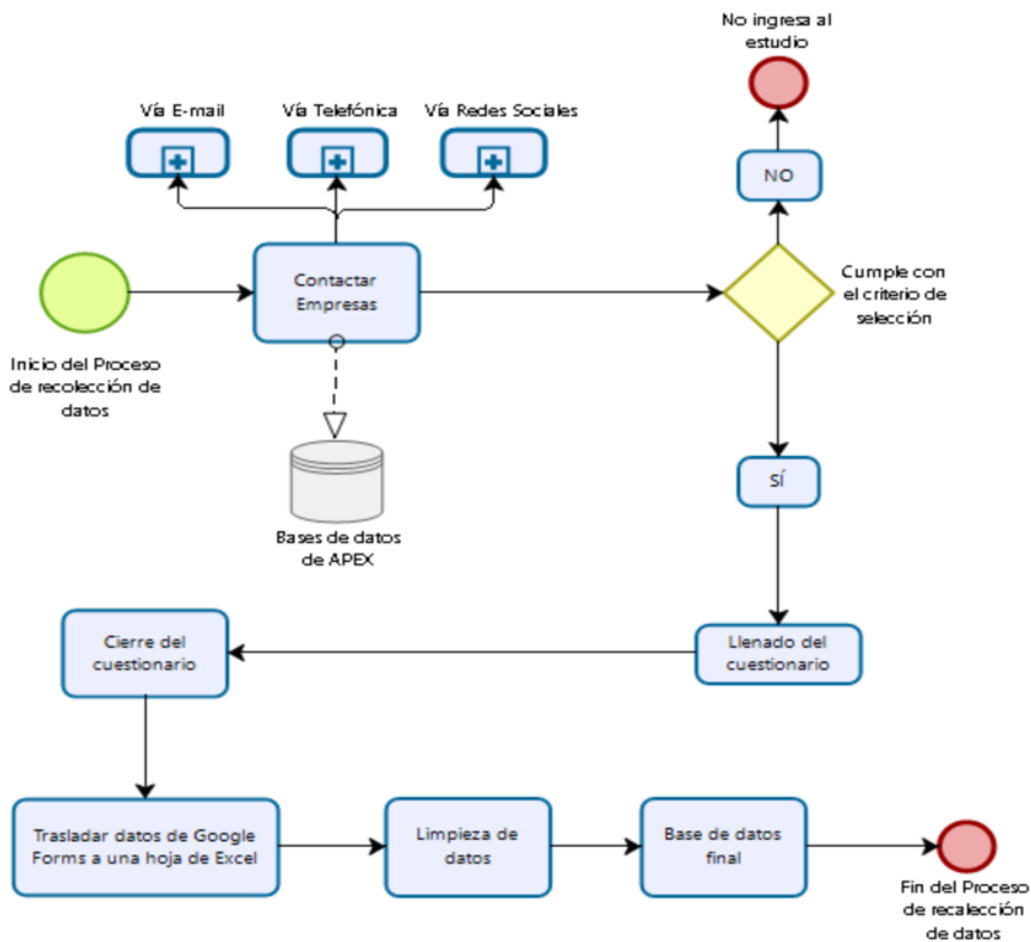 No ingresa al
estudio
Vía E-mail
Vía Telefónica
Vía Redes Sociales
NO
Contactar
Empresas
Cumple con
el criterio de
selección
Inicio del Proceso
de recolección de
datos
SÍ
Bases de datos
de APEX
Cierre del
cuestionario
Llenado del
cuestionario
Trasladar datos de Google
Forms a una hoja de Excel
Limpieza de
datos
Base de datos
final
Fin del Proceso
de recalección
de datos